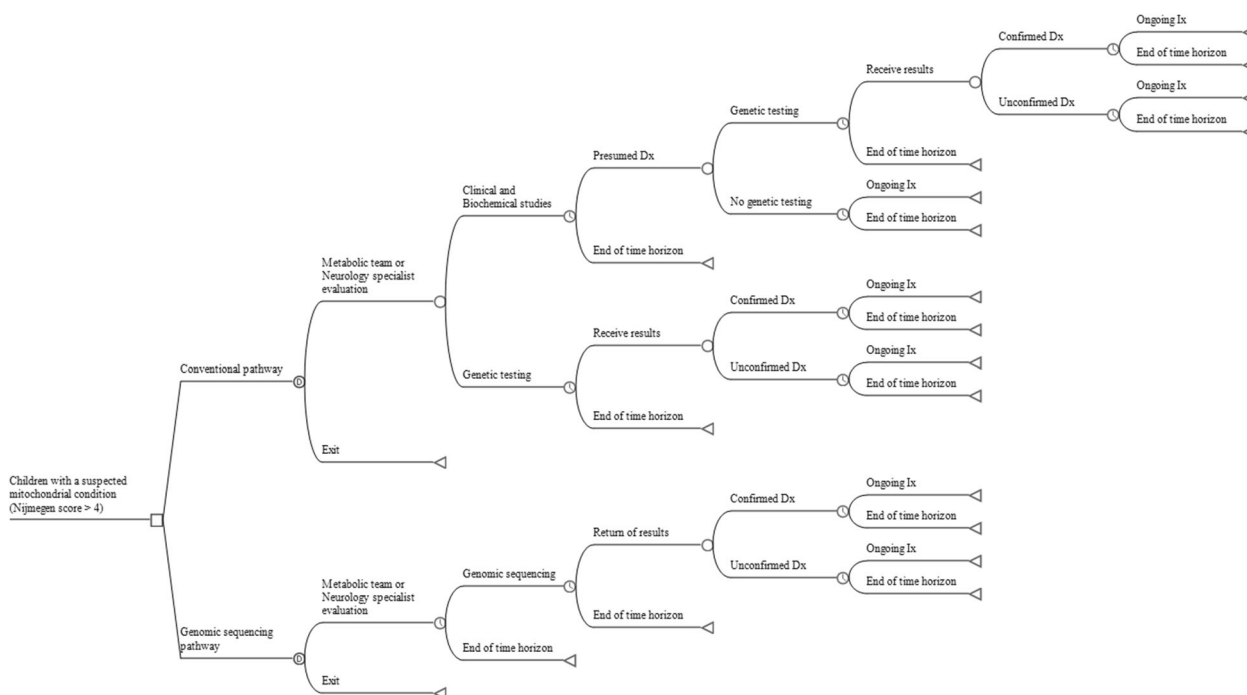 Ongoing Ix
Confirmed Dx
End of time horizon
Receive results
Ongoing Ix
Unconfirmed Dx
End of time horizon
Genetic testing
End of time horizon
Presumed Dx
Ongoing Ix
No genetic testing
End of time horizon
Clinical and
Biochemical studies
End of time horizon
Metabolic team or
Neurology specialist
evaluation
Ongoing Ix
Confirmed Dx
End of time horizon
Receive results
Ongoing Ix
Unconfirmed Dx
End of time horizon
Genetic testing
End of time horizon
Conventional pathway
D
Exit
Children with a suspected
mitochondrial condition
(Nijmegen score > 4)
Ongoing Ix
Confirmed Dx
End of time horizon
Return of results
Ongoing Ix
Unconfirmed Dx
End of time horizon
Genomic sequencing
End of time horizon
Metabolic team or
Neurology specialist
evaluation
End of time horizon
Genomic sequencing
pathway
D
Exit